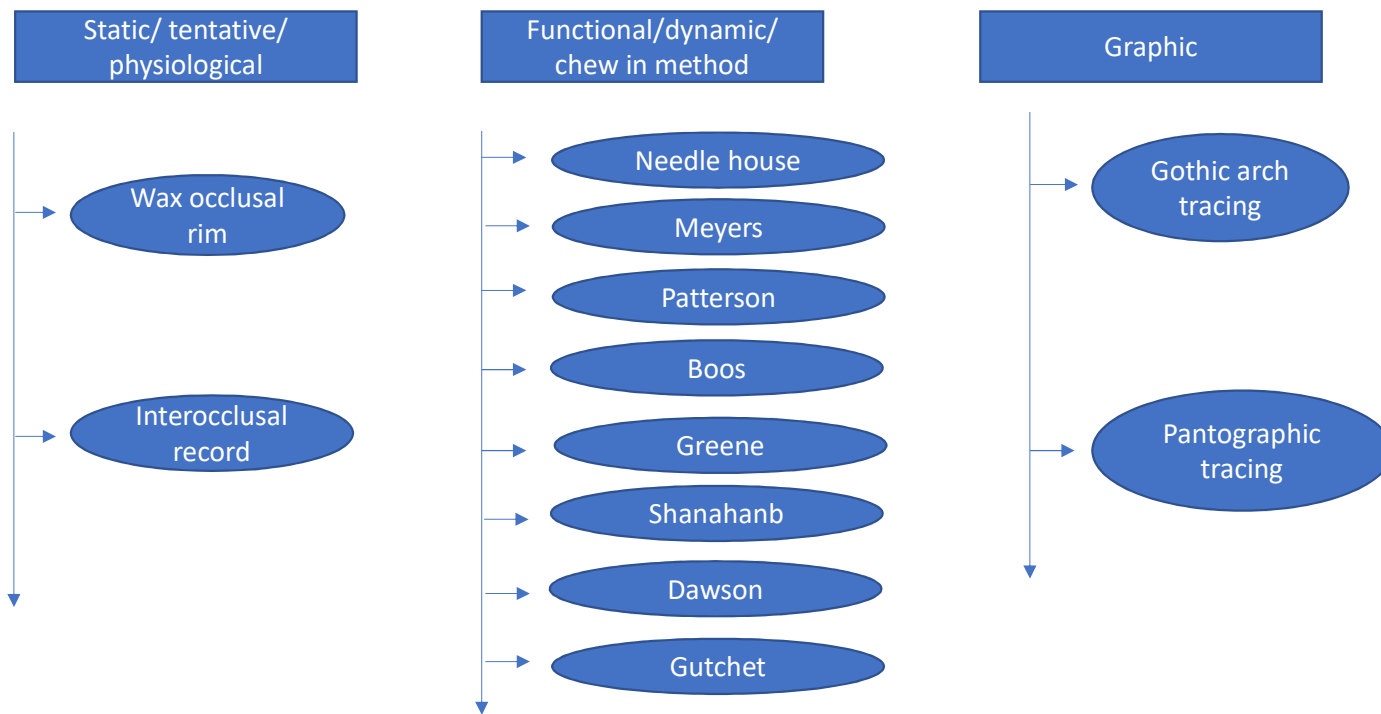 Static/ tentative/
physiological
Wax occlusal
rim
Interocclusal
record
Functional/dynamic/
chew in method
Needle house
Meyers
Patterson
Boos
Greene
Shanahanb
Dawson
Gutchet
Graphic
Gothic arch
tracing
Pantographic
tracing